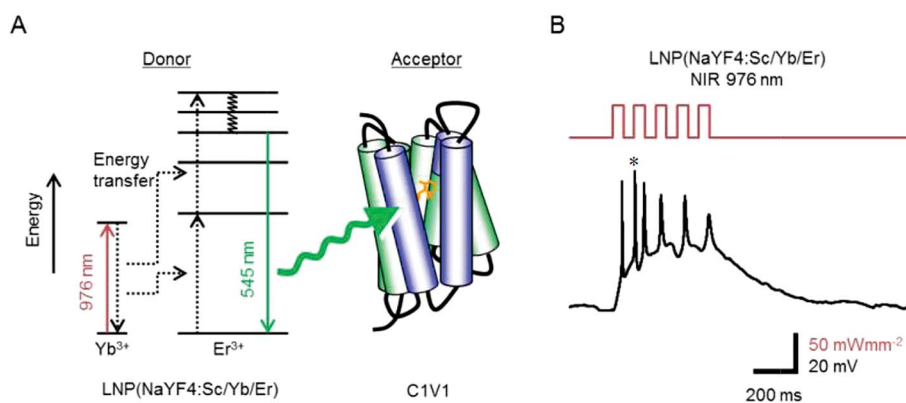 A
Donor
Acceptor
Energy
transfer
Energy
976 nm
545 nm
Yb³⁺
Er³⁺
LNP(NaYF4:Sc/Yb/Er)
C1V1
B
LNP(NaYF4:Sc/Yb/Er)
NIR 976 nm
*
50 mWmm⁻²
20 mV
200 ms